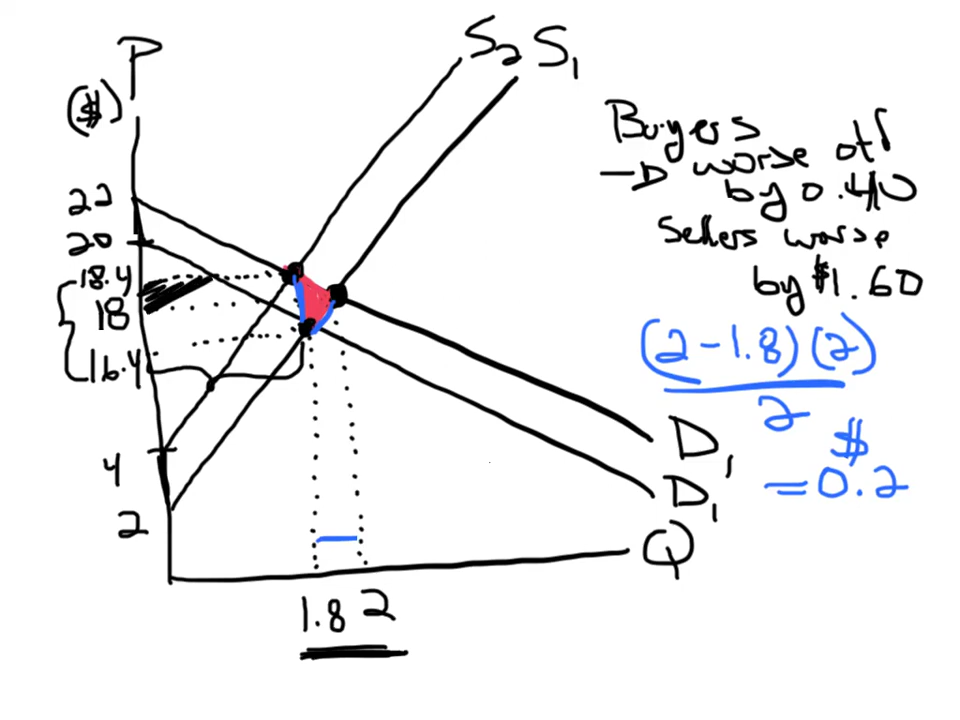 P
($)
22
20
18.4
18
16.4
4
2
S2 S1
Buyers
→ worse off
by 0.40
Sellers worse
by $1.60
(2-1.8)(2)
2
$
=0.2
D1'
D1
Q
1.8 2